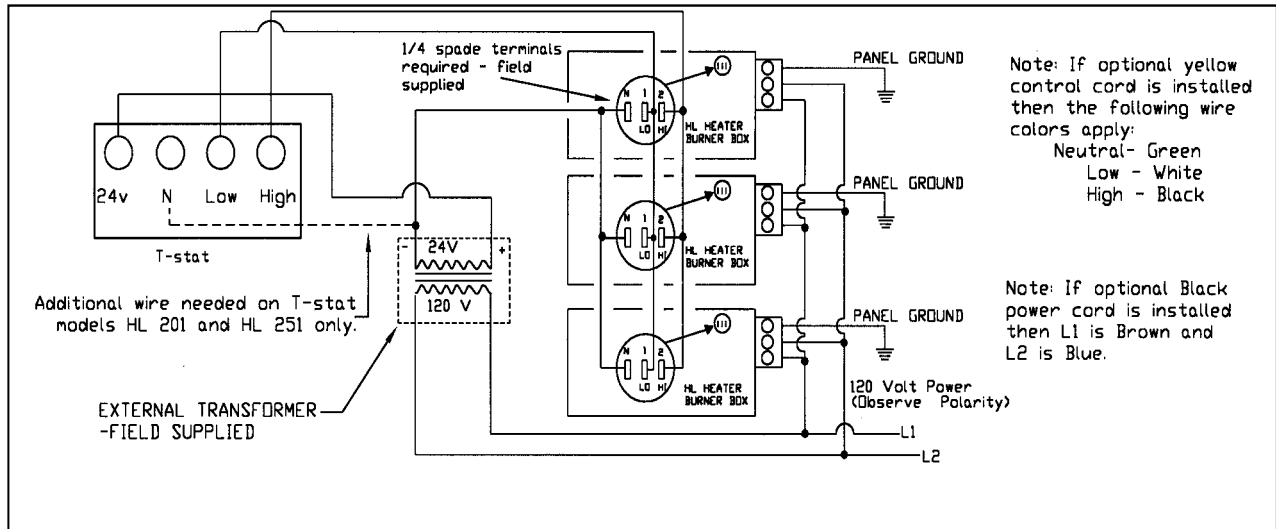 1/4 spade terminals
required - field
supplied
24v N Low High
T-stat
Additional wire needed on T-stat
models HL 201 and HL 251 only.
- 24V +
120 V
EXTERNAL TRANSFORMER
-FIELD SUPPLIED
N 1 2
LO HI
HL HEATER
BURNER BOX
PANEL GROUND
N 1 2
LO HI
HL HEATER
BURNER BOX
PANEL GROUND
N 1 2
LO HI
HL HEATER
BURNER BOX
PANEL GROUND
120 Volt Power
(Observe Polarity)
L1
L2
Note: If optional yellow
control cord is installed
then the following wire
colors apply:
Neutral- Green
Low - White
High - Black
Note: If optional Black
power cord is installed
then L1 is Brown and
L2 is Blue.